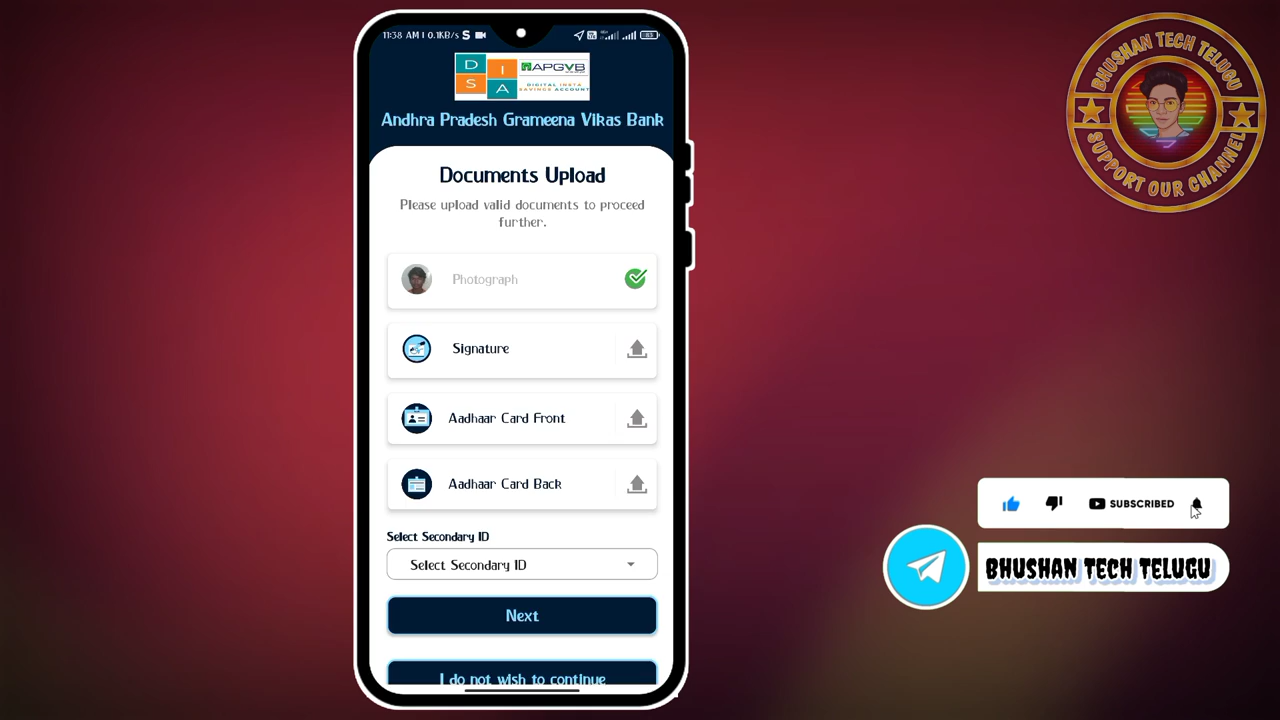 11:38 AM | 0.1KB/s S
83
D
I
S
A
APGVB
DIGITAL INSTA
SAVINGS ACCOUNT
Andhra Pradesh Grameena Vikas Bank
Documents Upload
Please upload valid documents to proceed
further.
Photograph
Signature
Aadhaar Card Front
Aadhaar Card Back
Select Secondary ID
Select Secondary ID
Next
I do not wish to continue
BHUSHAN TECH TELUGU
SUPPORT OUR CHANNEL
SUBSCRIBED
BHUSHAN TECH TELUGU